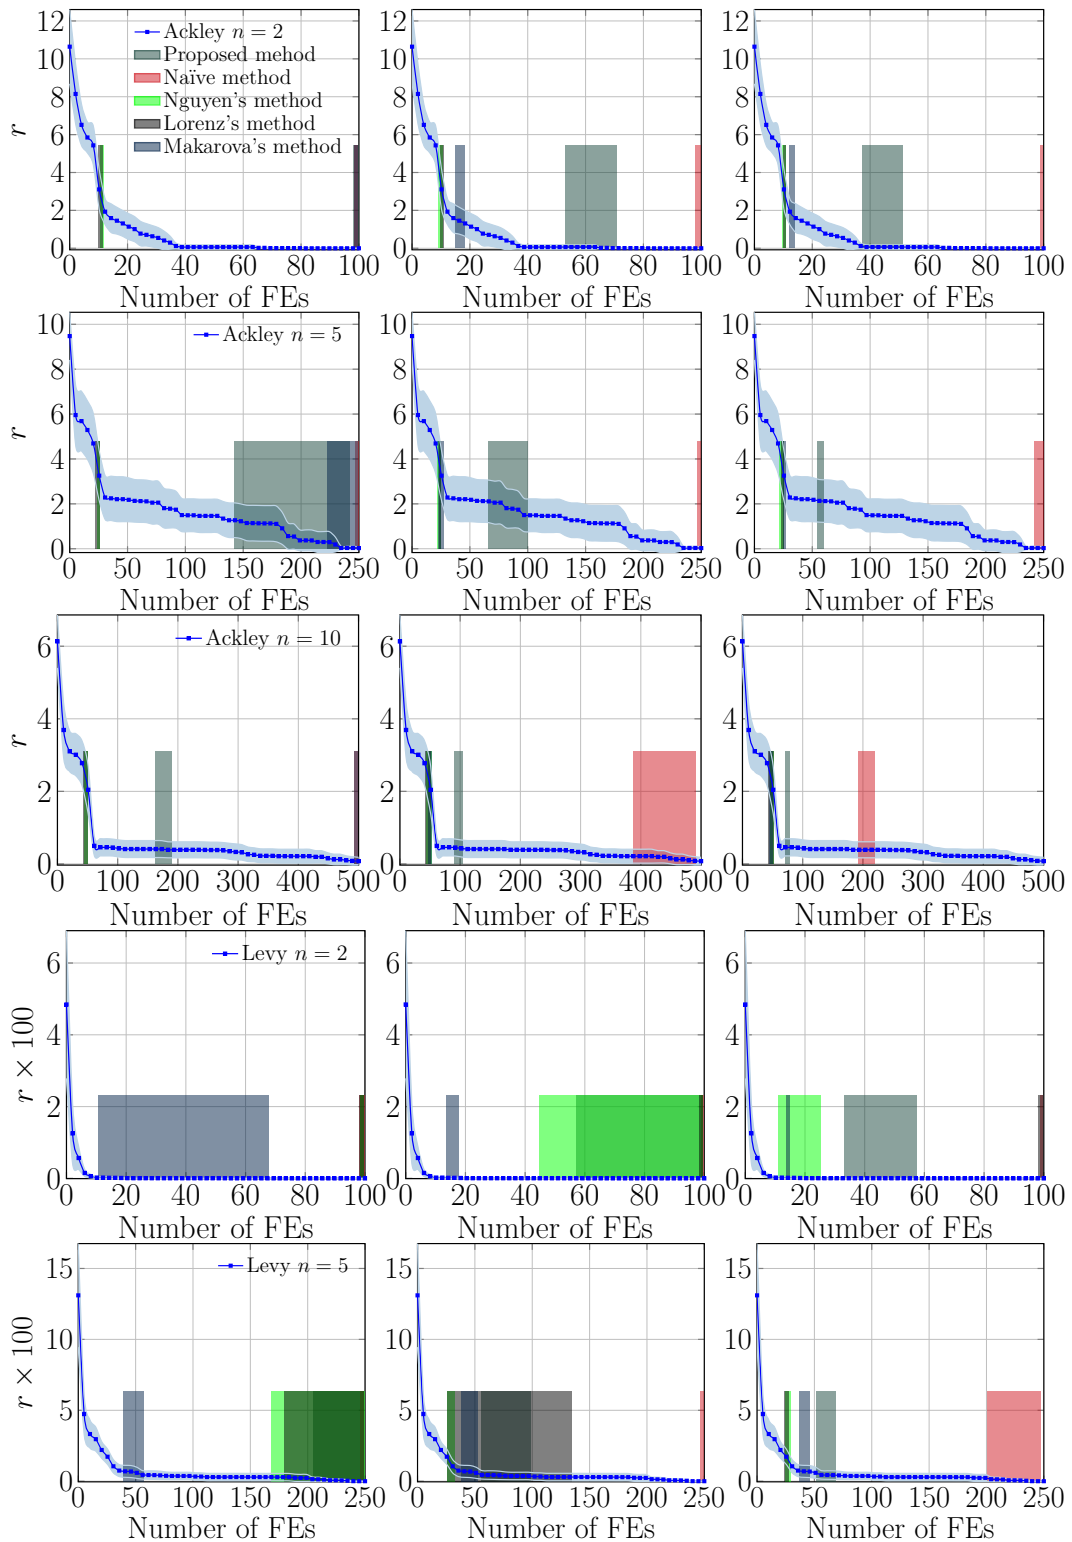 12
10
8
6
4
2
0
r
Ackley n = 2
Proposed mehod
Naïve method
Nguyen's method
Lorenz's method
Makarova's method
0 20 40 60 80 100
Number of FEs
12
10
8
6
4
2
0
0 20 40 60 80 100
Number of FEs
12
10
8
6
4
2
0
0 20 40 60 80 100
Number of FEs
10
8
6
4
2
0
r
Ackley n = 5
0 50 100 150 200 250
Number of FEs
10
8
6
4
2
0
0 50 100 150 200 250
Number of FEs
10
8
6
4
2
0
0 50 100 150 200 250
Number of FEs
6
4
2
0
r
Ackley n = 10
0 100 200 300 400 500
Number of FEs
6
4
2
0
0 100 200 300 400 500
Number of FEs
6
4
2
0
0 100 200 300 400 500
Number of FEs
6
4
2
0
r × 100
Levy n = 2
0 20 40 60 80 100
Number of FEs
6
4
2
0
0 20 40 60 80 100
Number of FEs
6
4
2
0
0 20 40 60 80 100
Number of FEs
15
10
5
0
r × 100
Levy n = 5
0 50 100 150 200 250
Number of FEs
15
10
5
0
0 50 100 150 200 250
Number of FEs
15
10
5
0
0 50 100 150 200 250
Number of FEs